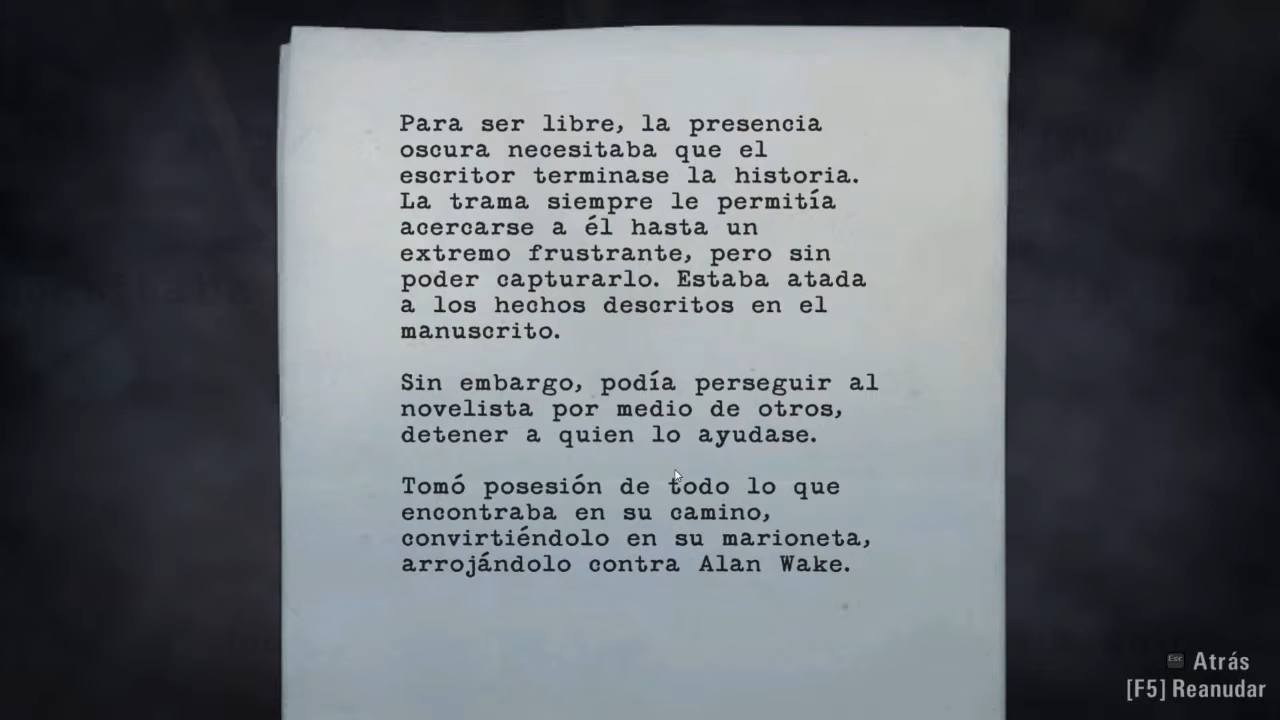 Para ser libre, la presencia
oscura necesitaba que el
escritor terminase la historia.
La trama siempre le permitía
acercarse a él hasta un
extremo frustrante, pero sin
poder capturarlo. Estaba atada
a los hechos descritos en el
manuscrito.
Sin embargo, podía perseguir al
novelista por medio de otros,
detener a quien lo ayudase.
Tomó posesión de todo lo que
encontraba en su camino,
convirtiéndolo en su marioneta,
arrojándolo contra Alan Wake.
Esc Atrás
[F5] Reanudar